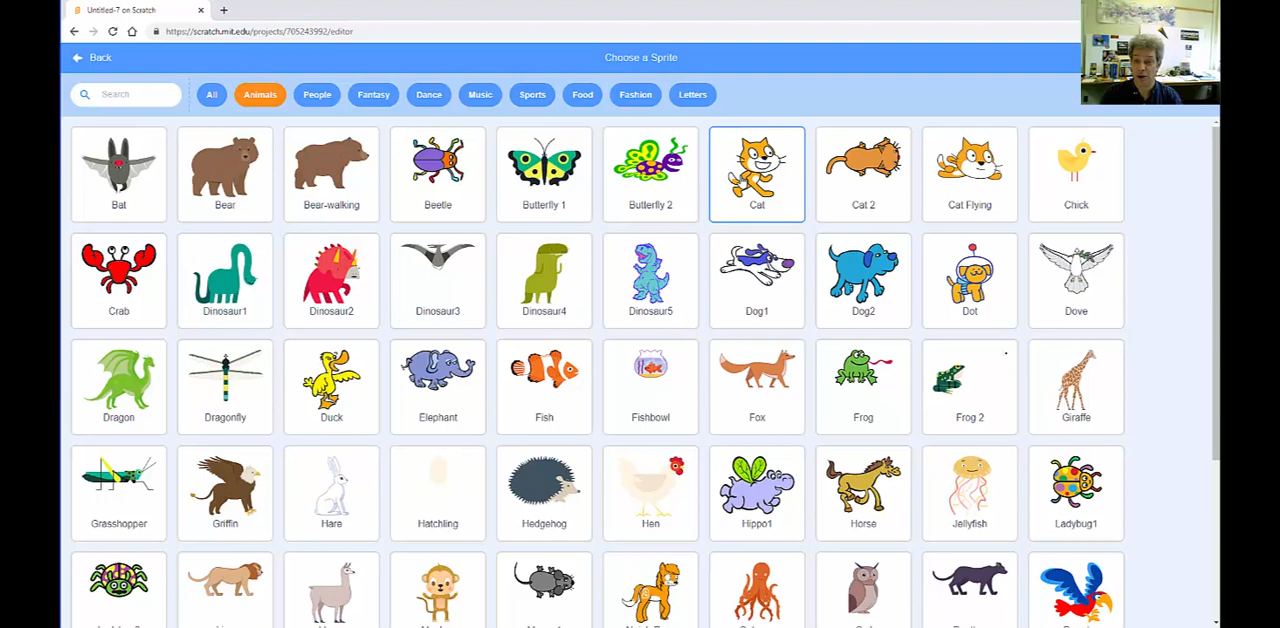 Untitled-7 on Scratch
https://scratch.mit.edu/projects/705243992/editor
Back
Choose a Sprite
Search
All
Animals
People
Fantasy
Dance
Music
Sports
Food
Fashion
Letters
Bat
Bear
Bear-walking
Beetle
Butterfly 1
Butterfly 2
Cat
Cat 2
Cat Flying
Chick
Crab
Dinosaur1
Dinosaur2
Dinosaur3
Dinosaur4
Dinosaur5
Dog1
Dog2
Dot
Dove
Dragon
Dragonfly
Duck
Elephant
Fish
Fishbowl
Fox
Frog
Frog 2
Giraffe
Grasshopper
Griffin
Hare
Hatchling
Hedgehog
Hen
Hippo1
Horse
Jellyfish
Ladybug1